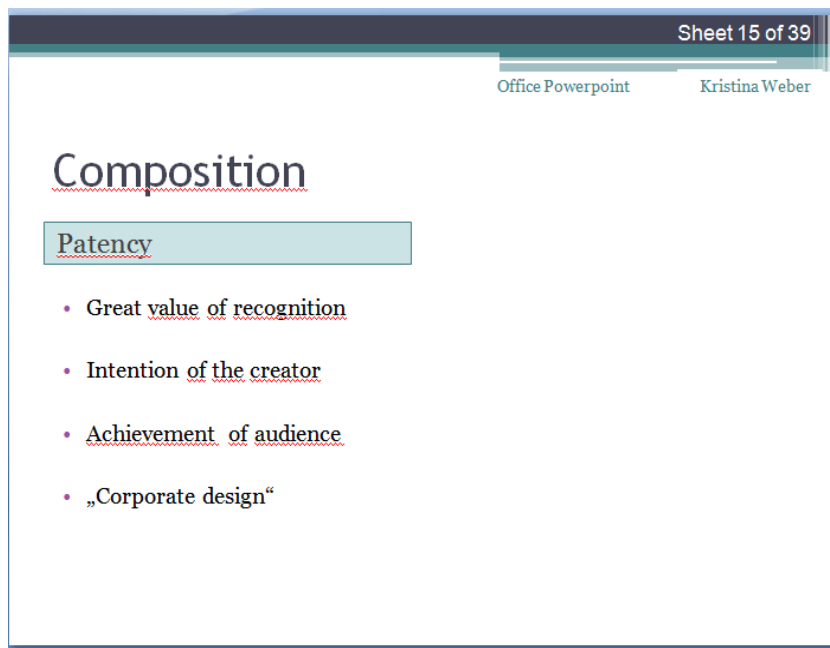 Sheet 15 of 39
Office Powerpoint Kristina Weber
Composition
Patency
• Great value of recognition
• Intention of the creator
• Achievement of audience
• „Corporate design“